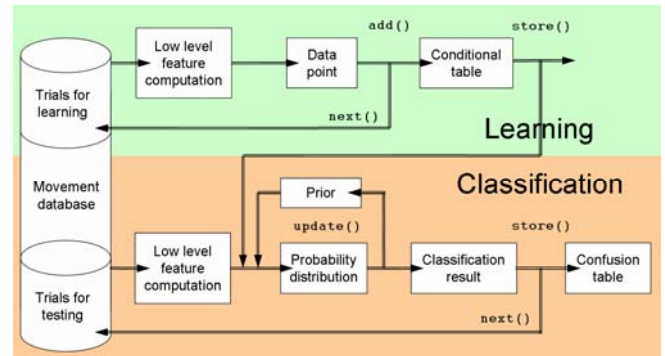 add()
store()
Low level
feature
computation
Data
point
Conditional
table
Trials for
learning
next()
Learning
Movement
database
Classification
Prior
update()
store()
Low level
feature
computation
Probability
distribution
Classification
result
Confusion
table
Trials for
testing
next()